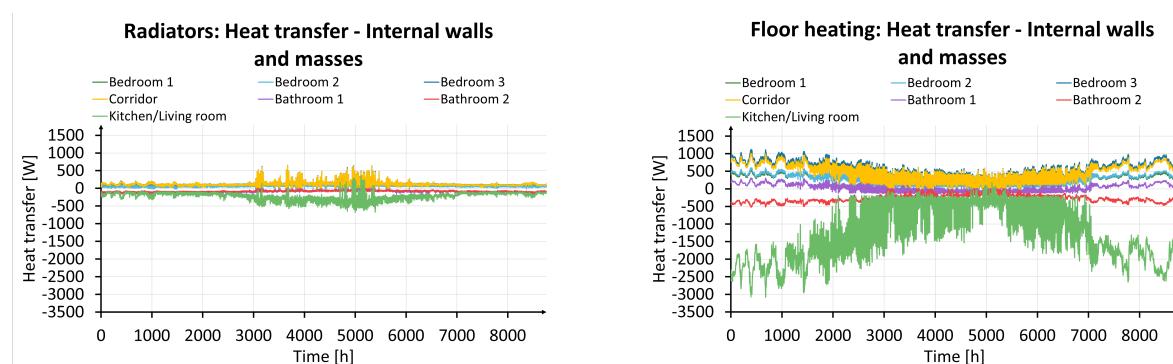 Radiators: Heat transfer - Internal walls
and masses
Bedroom 1
Bedroom 2
Bedroom 3
Corridor
Bathroom 1
Bathroom 2
Kitchen/Living room
Heat transfer [W]
1500
1000
500
0
-500
-1000
-1500
-2000
-2500
-3000
-3500
0 1000 2000 3000 4000 5000 6000 7000 8000
Time [h]
Floor heating: Heat transfer - Internal walls
and masses
Bedroom 1
Bedroom 2
Bedroom 3
Corridor
Bathroom 1
Bathroom 2
Kitchen/Living room
Heat transfer [W]
1500
1000
500
0
-500
-1000
-1500
-2000
-2500
-3000
-3500
0 1000 2000 3000 4000 5000 6000 7000 8000
Time [h]